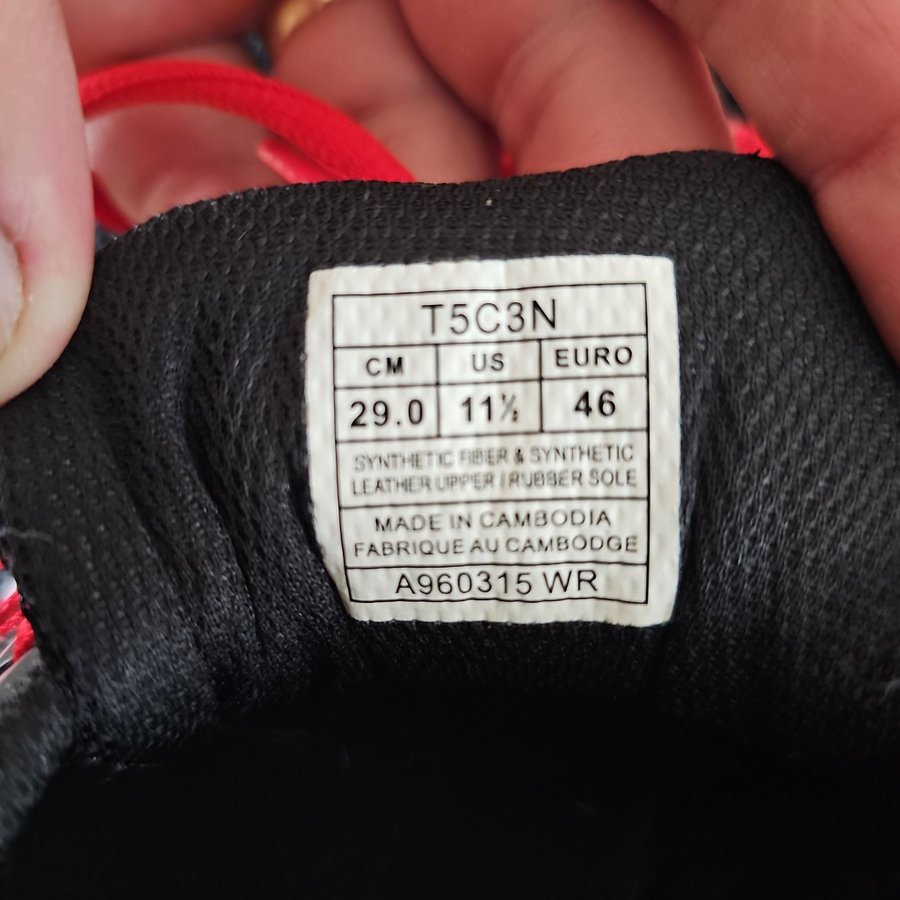 T5C3N
CM US EURO
29.0 11½ 46
SYNTHETIC FIBER & SYNTHETIC
LEATHER UPPER / RUBBER SOLE
MADE IN CAMBODIA
FABRIQUE AU CAMBODGE
A960315 WR